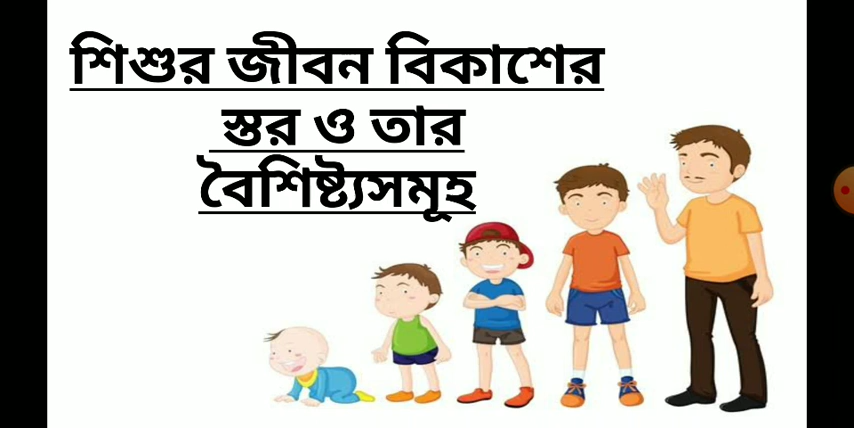 শিশুর জীবন বিকাশের
স্তর ও তার
বৈশিষ্ট্যসমূহ